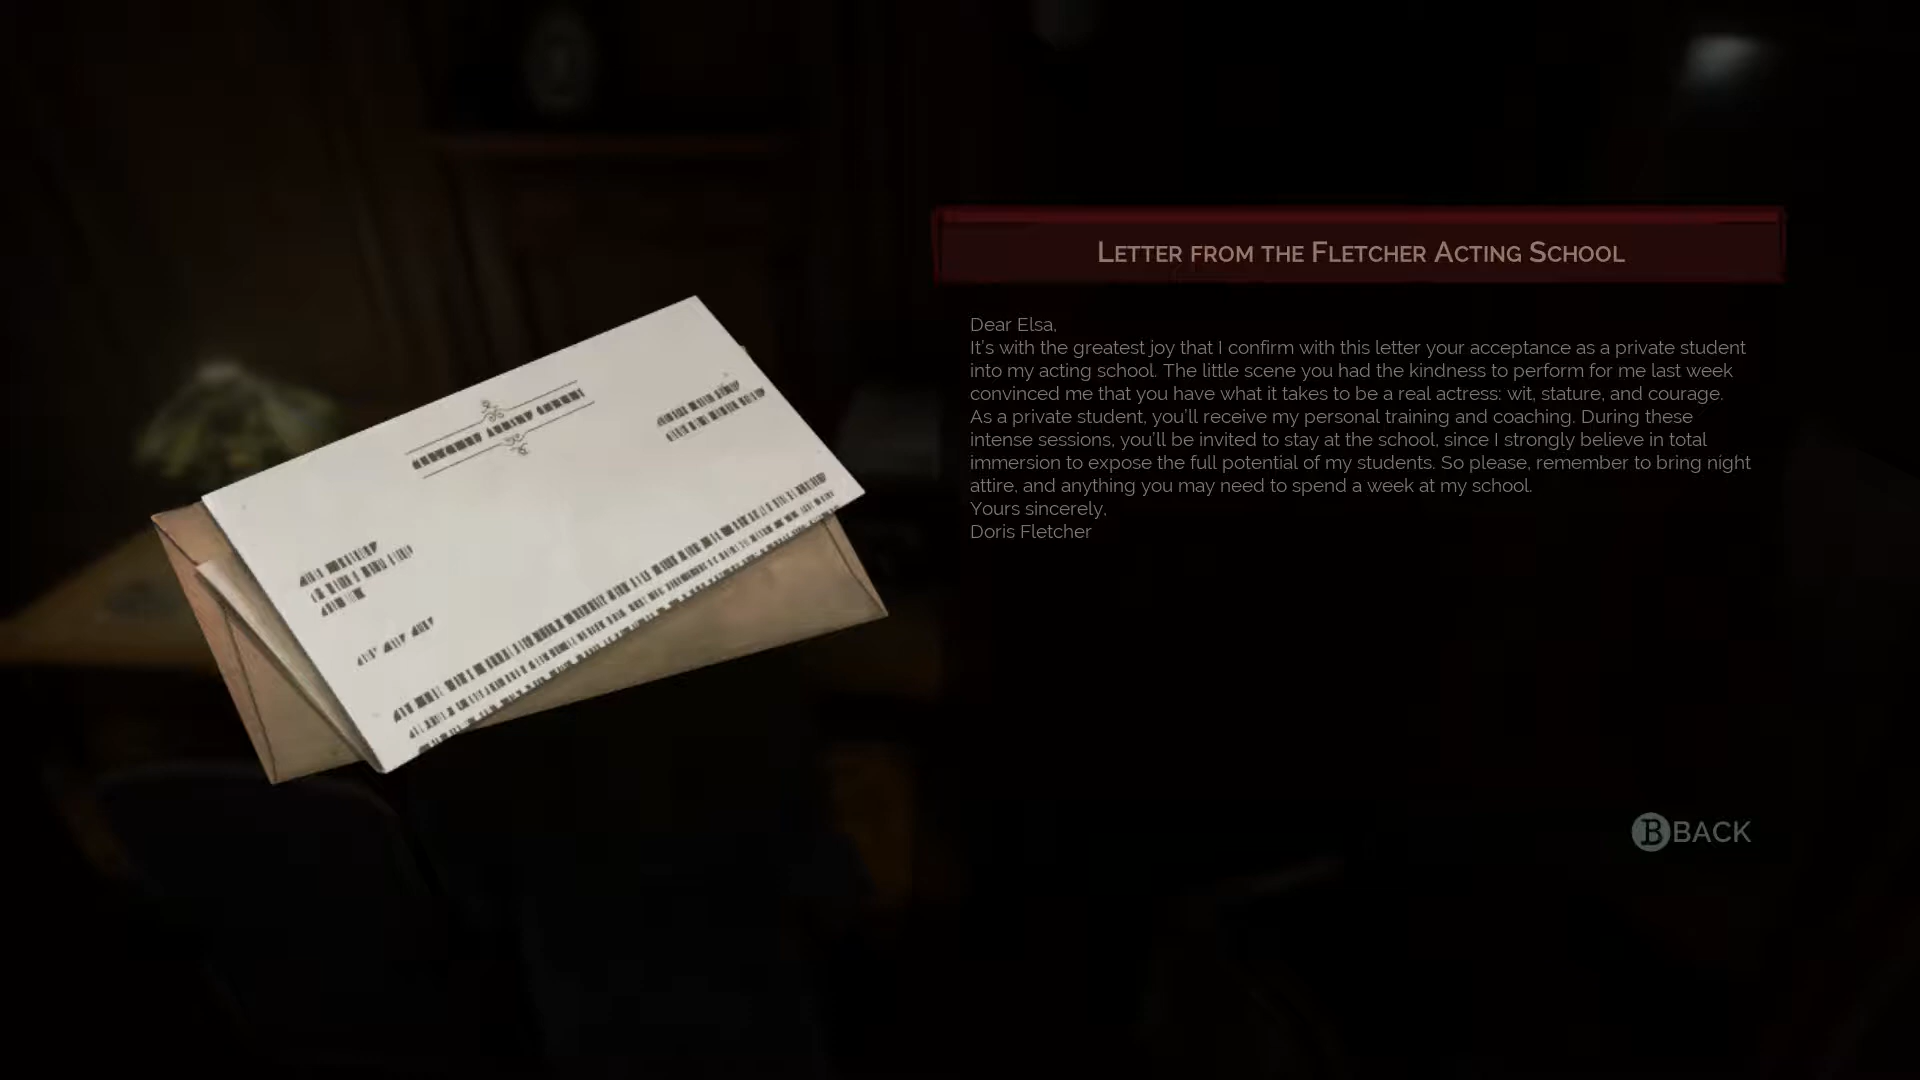 LETTER FROM THE FLETCHER ACTING SCHOOL
Dear Elsa,
It's with the greatest joy that I confirm with this letter your acceptance as a private student
into my acting school. The little scene you had the kindness to perform for me last week
convinced me that you have what it takes to be a real actress: wit, stature, and courage.
As a private student, you'll receive my personal training and coaching. During these
intense sessions, you'll be invited to stay at the school, since I strongly believe in total
immersion to expose the full potential of my students. So please, remember to bring night
attire, and anything you may need to spend a week at my school.
Yours sincerely,
Doris Fletcher
B BACK